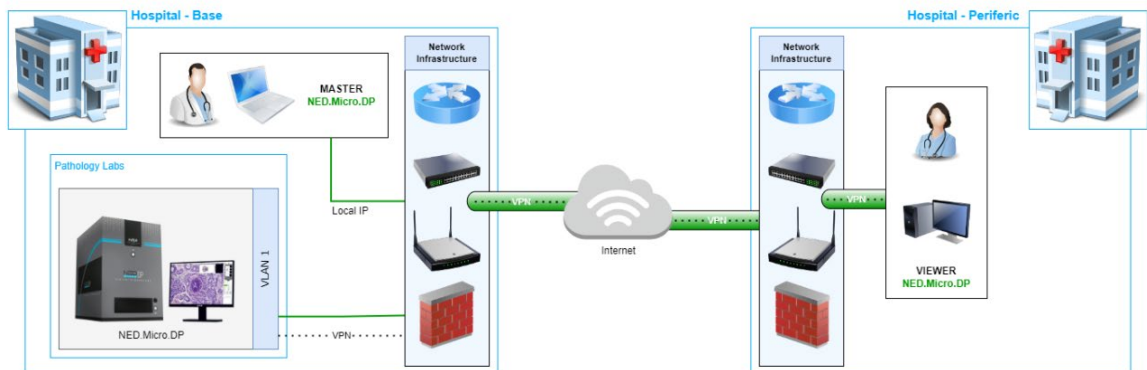 Hospital - Base
Hospital - Periferic
Network
Infrastructure
MASTER
NED.Micro.DP
Pathology Labs
Local IP
VLAN 1
NED.Micro.DP
VPN
VPN
Internet
VPN
Network
Infrastructure
VPN
VIEWER
NED.Micro.DP